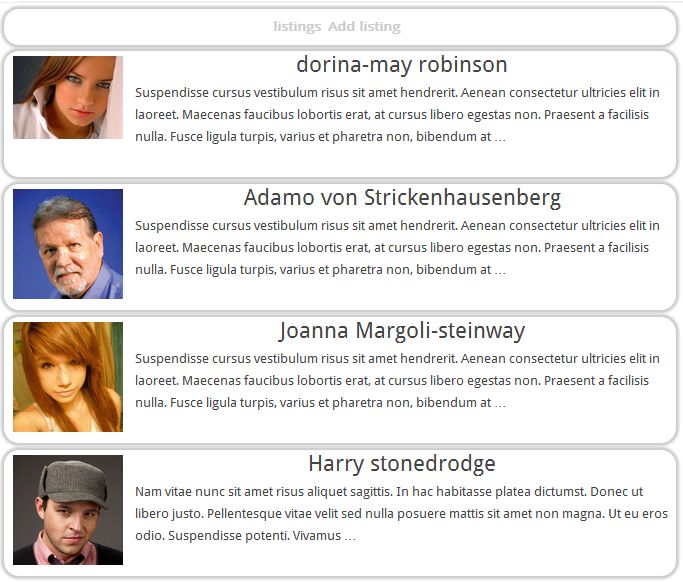 listings Add listing
dorina-may robinson
Suspendisse cursus vestibulum risus sit amet hendrerit. Aenean consectetur ultricies elit in
laoreet. Maecenas faucibus lobortis erat, at cursus libero egestas non. Praesent a facilisis
nulla. Fusce ligula turpis, varius et pharetra non, bibendum at ...
Adamo von Strickenhausenberg
Suspendisse cursus vestibulum risus sit amet hendrerit. Aenean consectetur ultricies elit in
laoreet. Maecenas faucibus lobortis erat, at cursus libero egestas non. Praesent a facilisis
nulla. Fusce ligula turpis, varius et pharetra non, bibendum at ...
Joanna Margoli-steinway
Suspendisse cursus vestibulum risus sit amet hendrerit. Aenean consectetur ultricies elit in
laoreet. Maecenas faucibus lobortis erat, at cursus libero egestas non. Praesent a facilisis
nulla. Fusce ligula turpis, varius et pharetra non, bibendum at ...
Harry stonedrodge
Nam vitae nunc sit amet risus aliquet sagittis. In hac habitasse platea dictumst. Donec ut
libero justo. Pellentesque vitae velit sed nulla posuere mattis sit amet non magna. Ut eu eros
odio. Suspendisse potenti. Vivamus ...